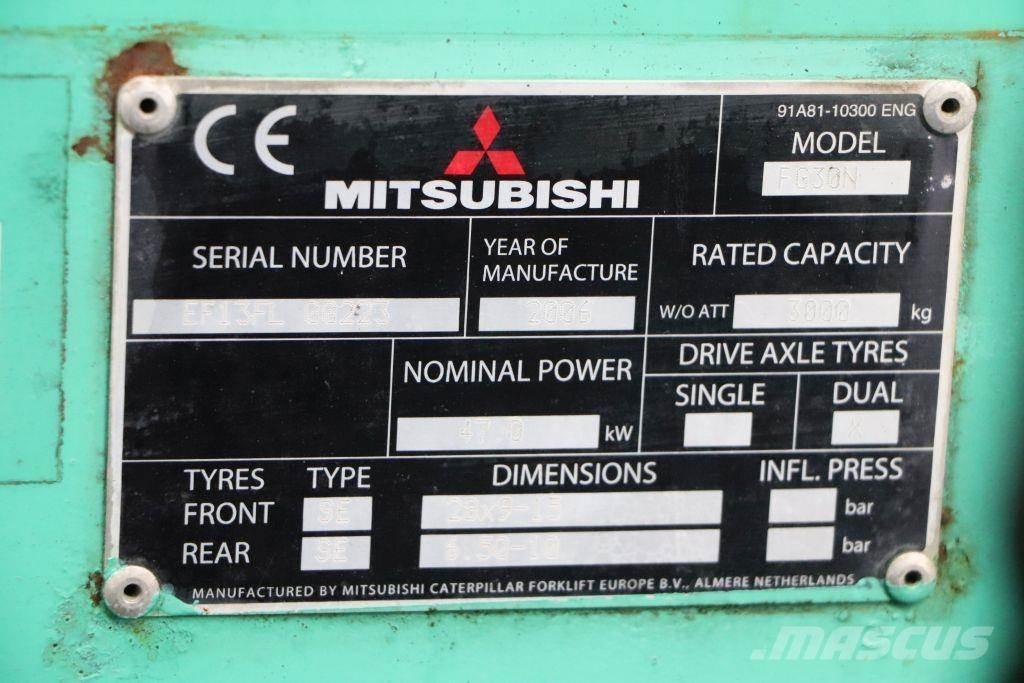 CE
MITSUBISHI
91A81-10300 ENG
MODEL
FG30N
SERIAL NUMBER
EF13FL 00223
YEAR OF
MANUFACTURE
2006
RATED CAPACITY
W/O ATT 3000 kg
NOMINAL POWER
47.0 kW
DRIVE AXLE TYRES
SINGLE DUAL
X
TYRES TYPE DIMENSIONS INFL. PRESS
FRONT SE 28x9-15 bar
REAR SE 6.50-10 bar
MANUFACTURED BY MITSUBISHI CATERPILLAR FORKLIFT EUROPE B.V., ALMERE NETHERLANDS
MASCUS